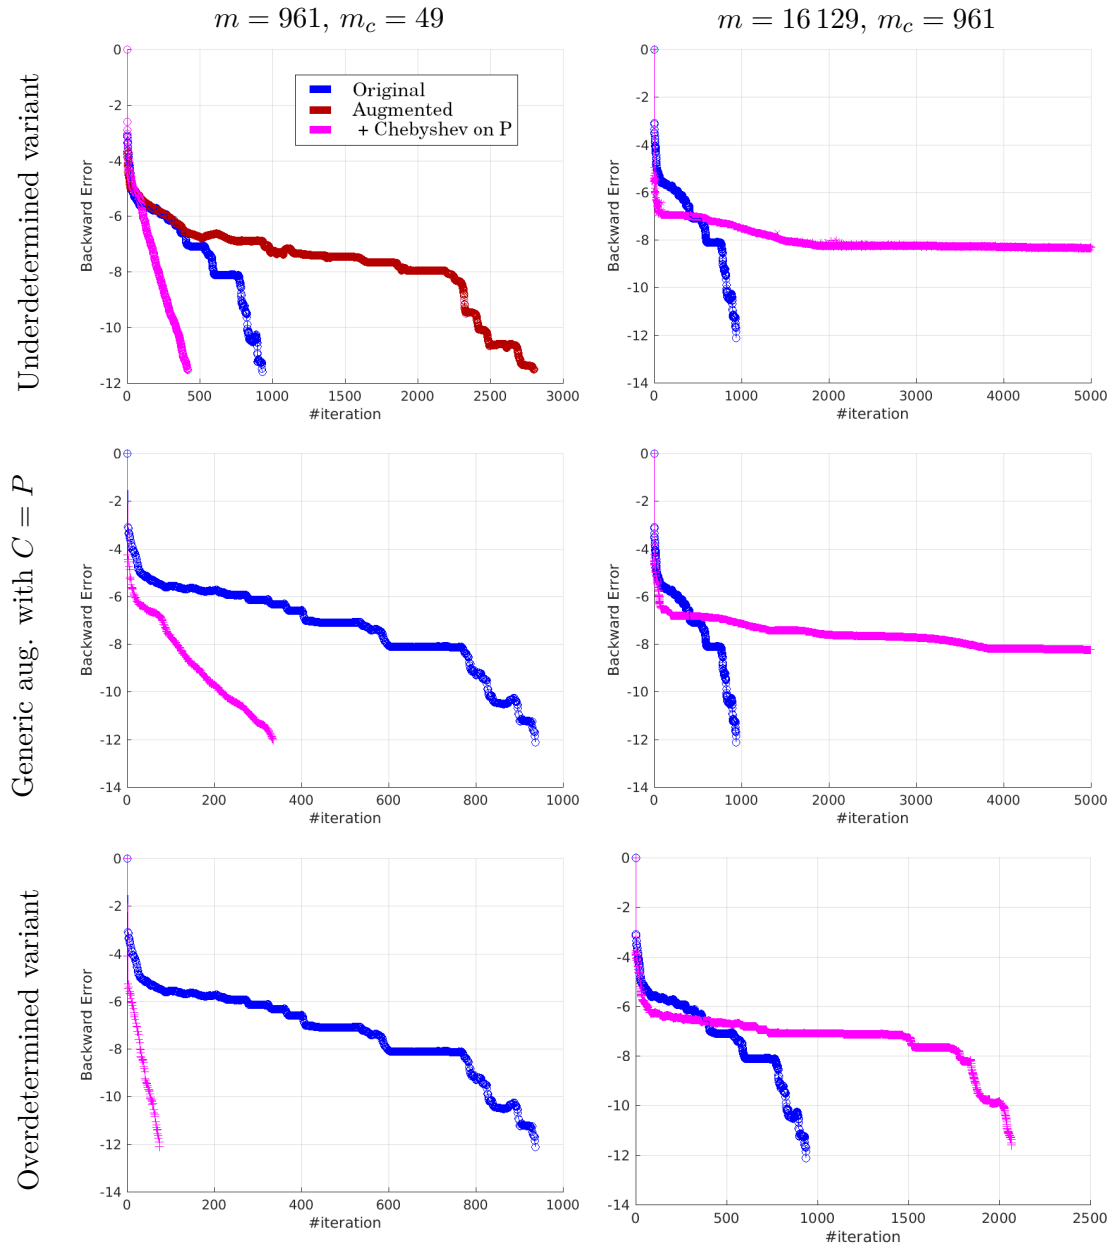 m = 961, m_c = 49
m = 16 129, m_c = 961
Underdetermined variant
Backward Error
0
-2
-4
-6
-8
-10
-12
Original
Augmented
+ Chebyshev on P
0 500 1000 1500 2000 2500 3000
#iteration
Backward Error
0
-2
-4
-6
-8
-10
-12
-14
0 1000 2000 3000 4000 5000
#iteration
Generic aug. with C = P
Backward Error
0
-2
-4
-6
-8
-10
-12
-14
0 200 400 600 800 1000
#iteration
Backward Error
0
-2
-4
-6
-8
-10
-12
-14
0 1000 2000 3000 4000 5000
#iteration
Overdetermined variant
Backward Error
0
-2
-4
-6
-8
-10
-12
-14
0 200 400 600 800 1000
#iteration
Backward Error
0
-2
-4
-6
-8
-10
-12
-14
0 500 1000 1500 2000 2500
#iteration